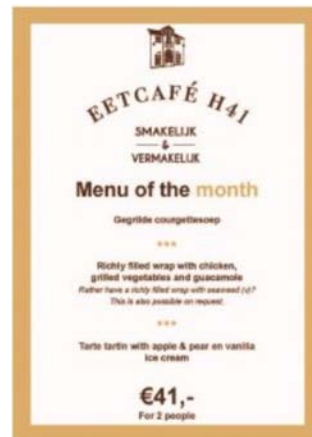 EETCAFÉ H41
SMAKELIJK
&
VERMAKELIJK
Menu of the month
Gegrilde courgettesoep
***
Richly filled wrap with chicken,
grilled vegetables and guacamole
Rather have a richly filled wrap with seaweed (v)?
This is also possible on request.
***
Tarte tartin with apple & pear en vanilla
ice cream
€41,-
For 2 people